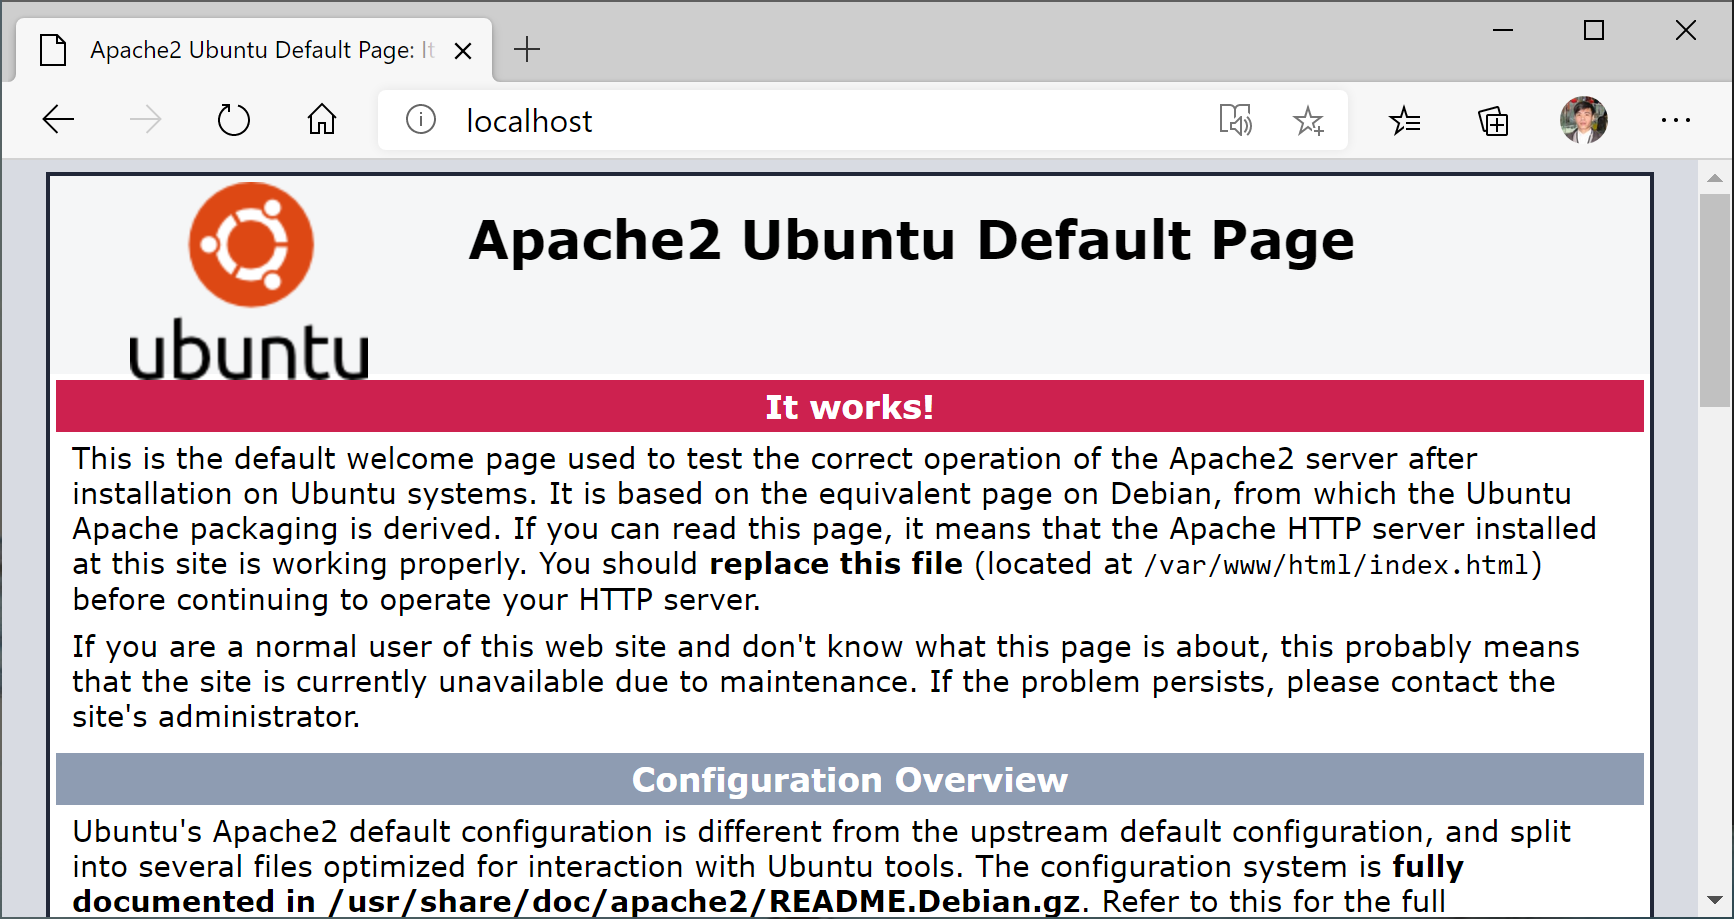 Apache2 Ubuntu Default Page: It
localhost
Apache2 Ubuntu Default Page
ubuntu
It works!
This is the default welcome page used to test the correct operation of the Apache2 server after
installation on Ubuntu systems. It is based on the equivalent page on Debian, from which the Ubuntu
Apache packaging is derived. If you can read this page, it means that the Apache HTTP server installed
at this site is working properly. You should replace this file (located at /var/www/html/index.html)
before continuing to operate your HTTP server.
If you are a normal user of this web site and don't know what this page is about, this probably means
that the site is currently unavailable due to maintenance. If the problem persists, please contact the
site's administrator.
Configuration Overview
Ubuntu's Apache2 default configuration is different from the upstream default configuration, and split
into several files optimized for interaction with Ubuntu tools. The configuration system is fully
documented in /usr/share/doc/apache2/README.Debian.gz. Refer to this for the full